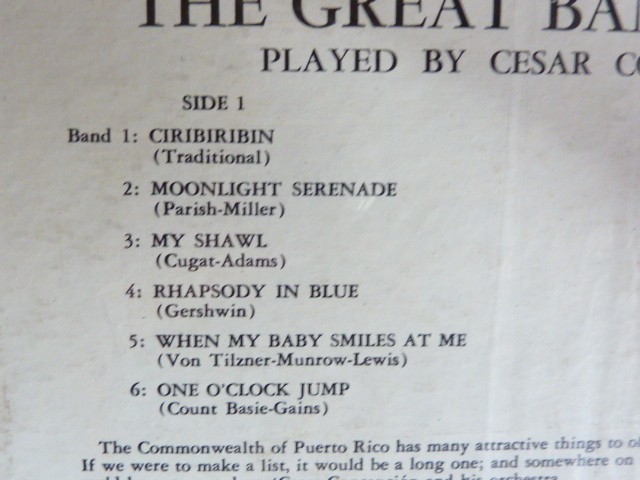 THE GREAT
PLAYED BY CESAR
SIDE 1
Band 1: CIRIBIRIBIN
(Traditional)
2: MOONLIGHT SERENADE
(Parish-Miller)
3: MY SHAWL
(Cugat-Adams)
4: RHAPSODY IN BLUE
(Gershwin)
5: WHEN MY BABY SMILES AT ME
(Von Tilzner-Munrow-Lewis)
6: ONE O'CLOCK JUMP
(Count Basie-Gains)
The Commonwealth of Puerto Rico has many attractive things to
If we were to make a list, it would be a long one; and somewhere on